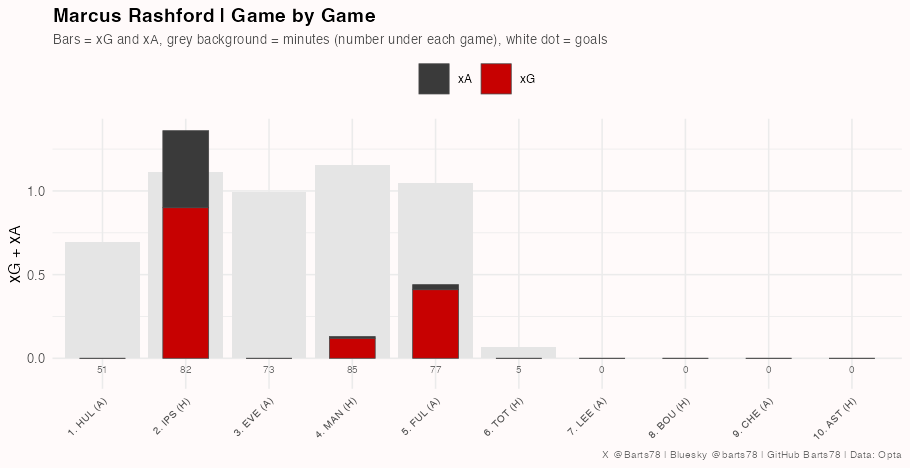 Marcus Rashford | Game by Game
Bars = xG and xA, grey background = minutes (number under each game), white dot = goals
xA xG
xG + xA
1.0
0.5
0.0
51 82 73 85 77 5 0 0 0 0
1. HUL (A) 2. IPS (H) 3. EVE (A) 4. MAN (H) 5. FUL (A) 6. TOT (H) 7. LEE (A) 8. BOU (H) 9. CHE (A) 10. AST (H)
X @Barts78 | Bluesky @barts78 | GitHub Barts78 | Data: Opta